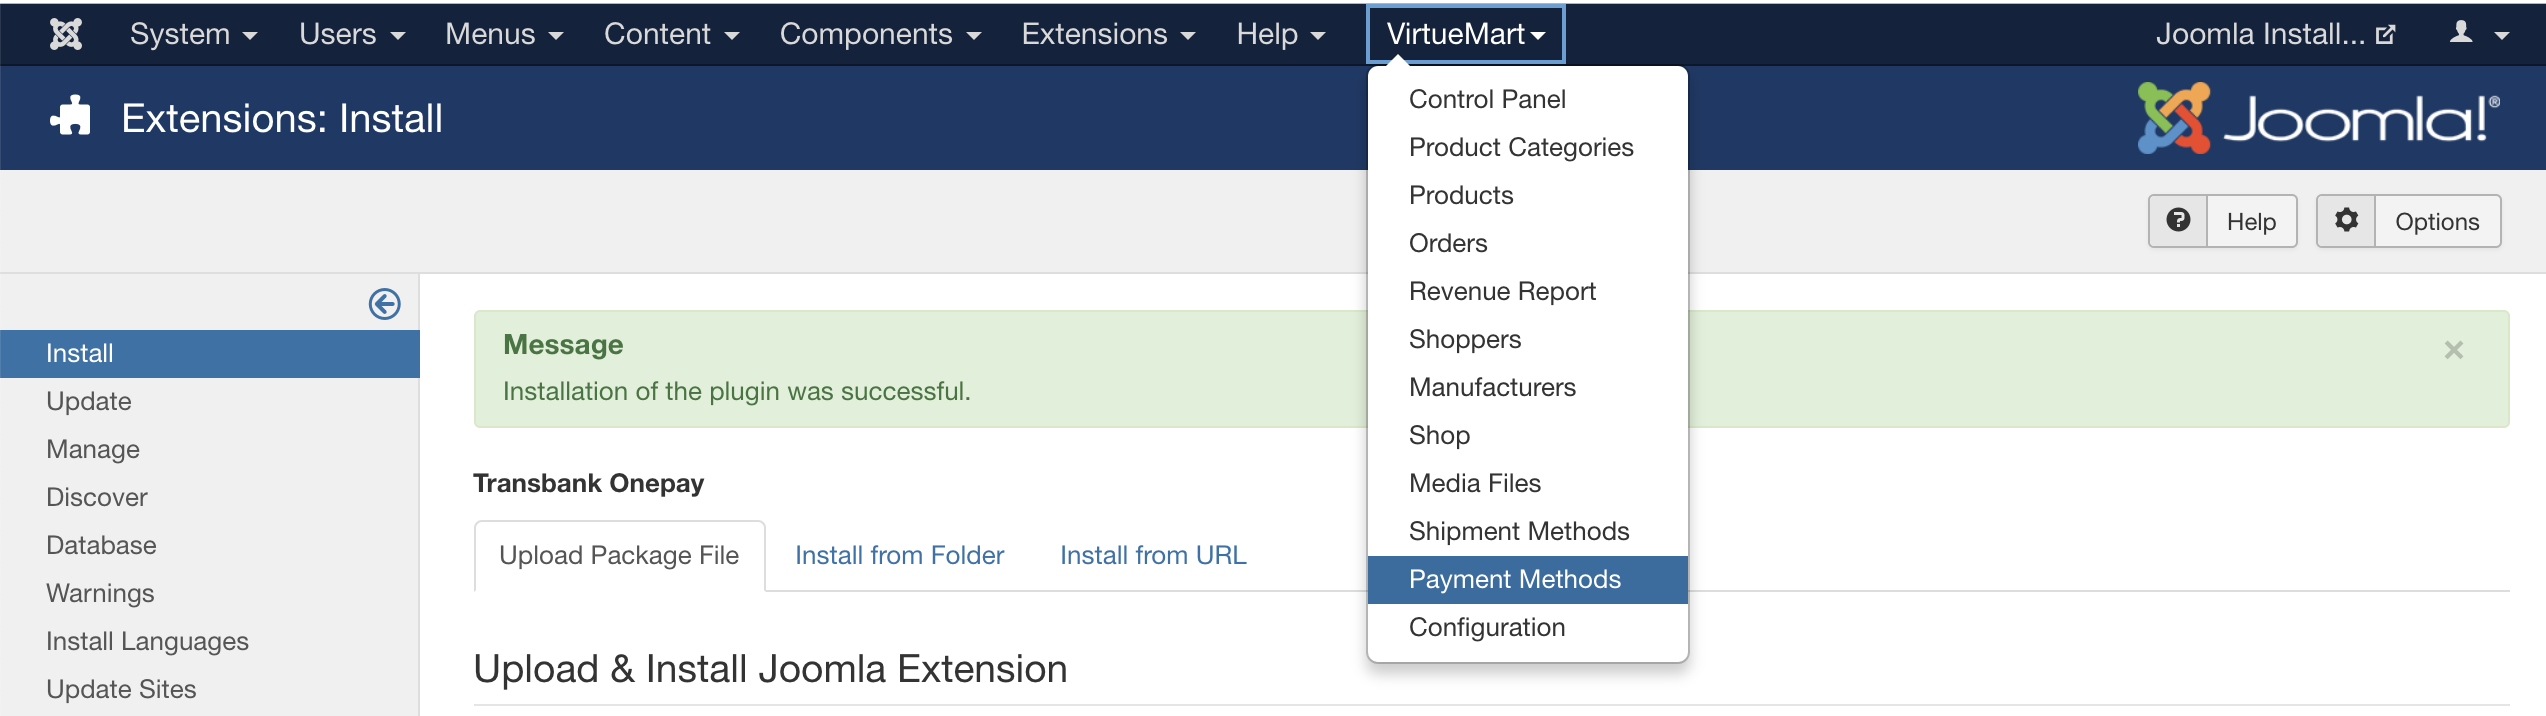 System Users Menus Content Components Extensions Help VirtueMart Joomla Install...
Extensions: Install
Joomla!®
Control Panel
Product Categories
Products
Orders
Revenue Report
Shoppers
Manufacturers
Shop
Media Files
Shipment Methods
Payment Methods
Configuration
Help Options
Install
Update
Manage
Discover
Database
Warnings
Install Languages
Update Sites
Message
Installation of the plugin was successful.
Transbank Onepay
Upload Package File Install from Folder Install from URL
Upload & Install Joomla Extension